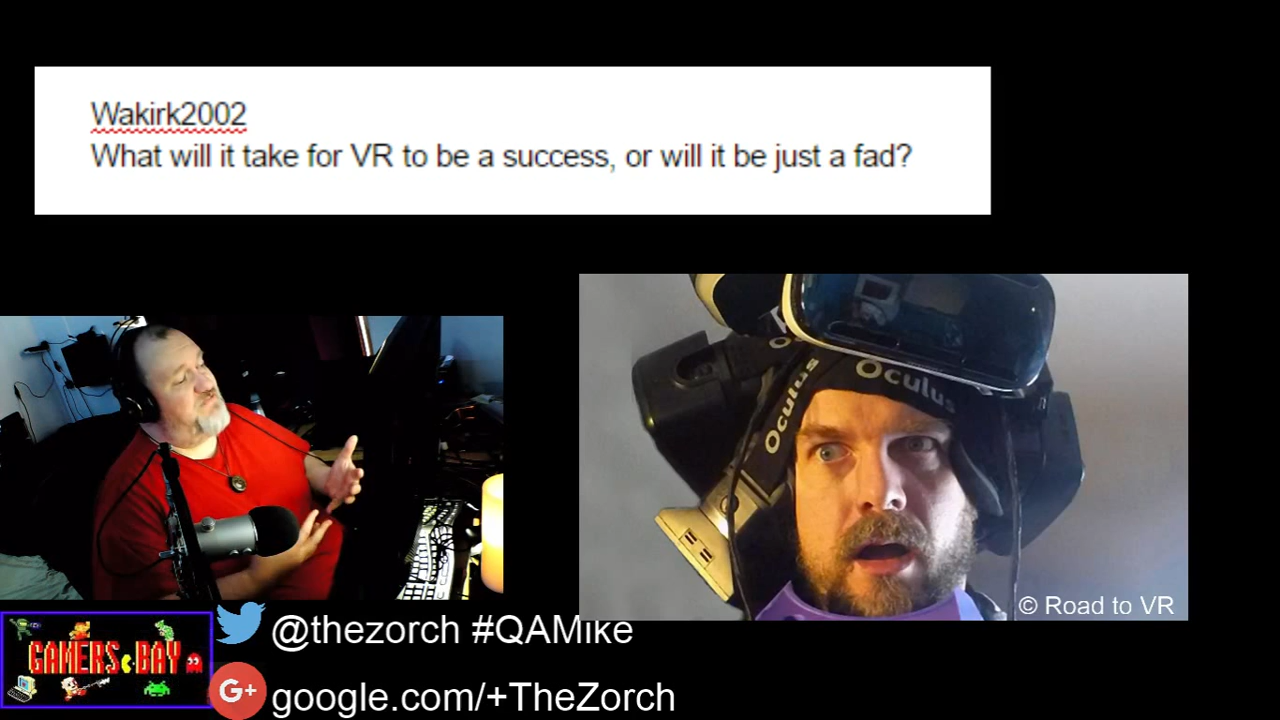 Wakirk2002
What will it take for VR to be a success, or will it be just a fad?
Oculus
Oculus
© Road to VR
GAMERS BAY
@thezorch #QAMike
G+
google.com/+TheZorch